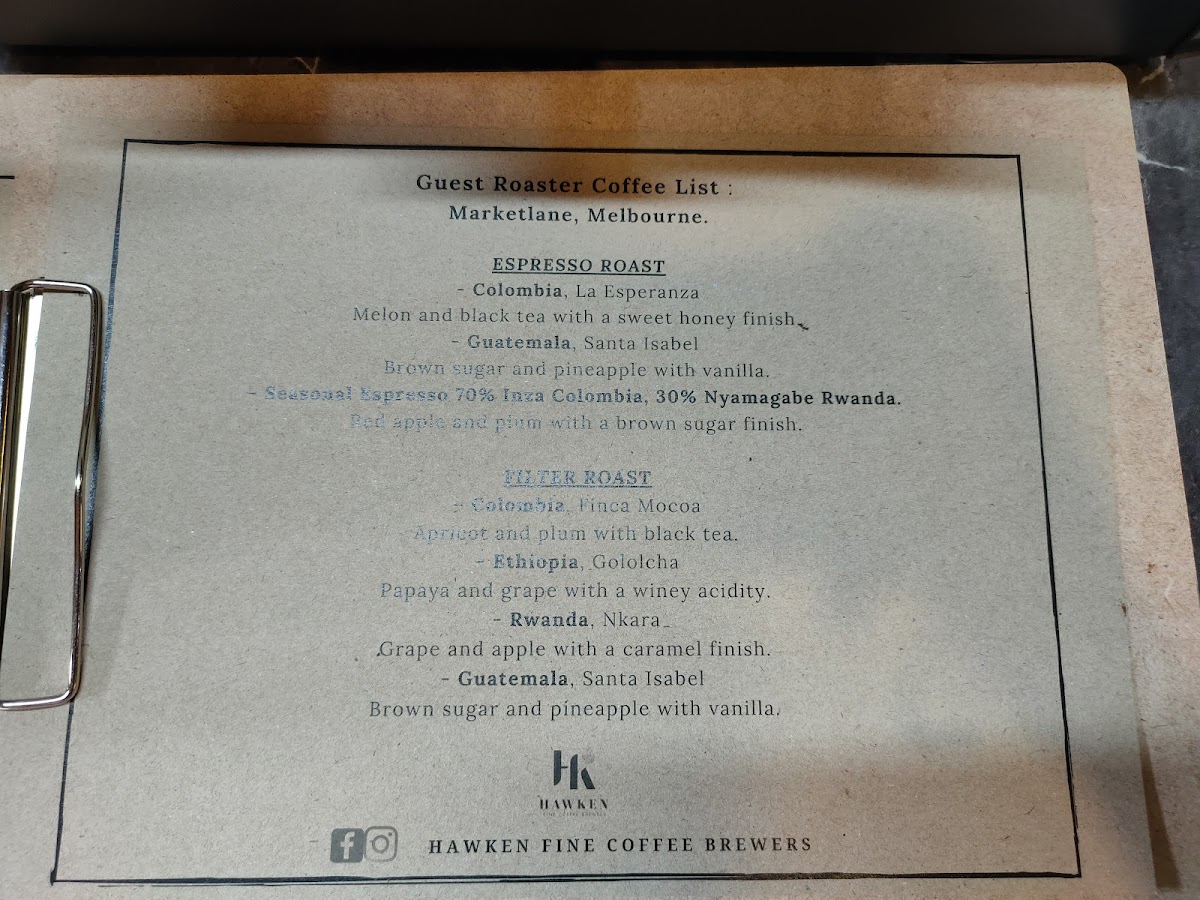 Guest Roaster Coffee List :
Marketlane, Melbourne.
ESPRESSO ROAST
- Colombia, La Esperanza
Melon and black tea with a sweet honey finish.
- Guatemala, Santa Isabel
Brown sugar and pineapple with vanilla.
- Seasonal Espresso 70% Inza Colombia, 30% Nyamagabe Rwanda.
Red apple and plum with a brown sugar finish.
FILTER ROAST
- Colombia, Finca Mocoa
Apricot and plum with black tea.
- Ethiopia, Gololcha
Papaya and grape with a winey acidity.
- Rwanda, Nkara
Grape and apple with a caramel finish.
- Guatemala, Santa Isabel
Brown sugar and pineapple with vanilla.
HK
HAWKEN
FINE COFFEE BREWERS
HAWKEN FINE COFFEE BREWERS